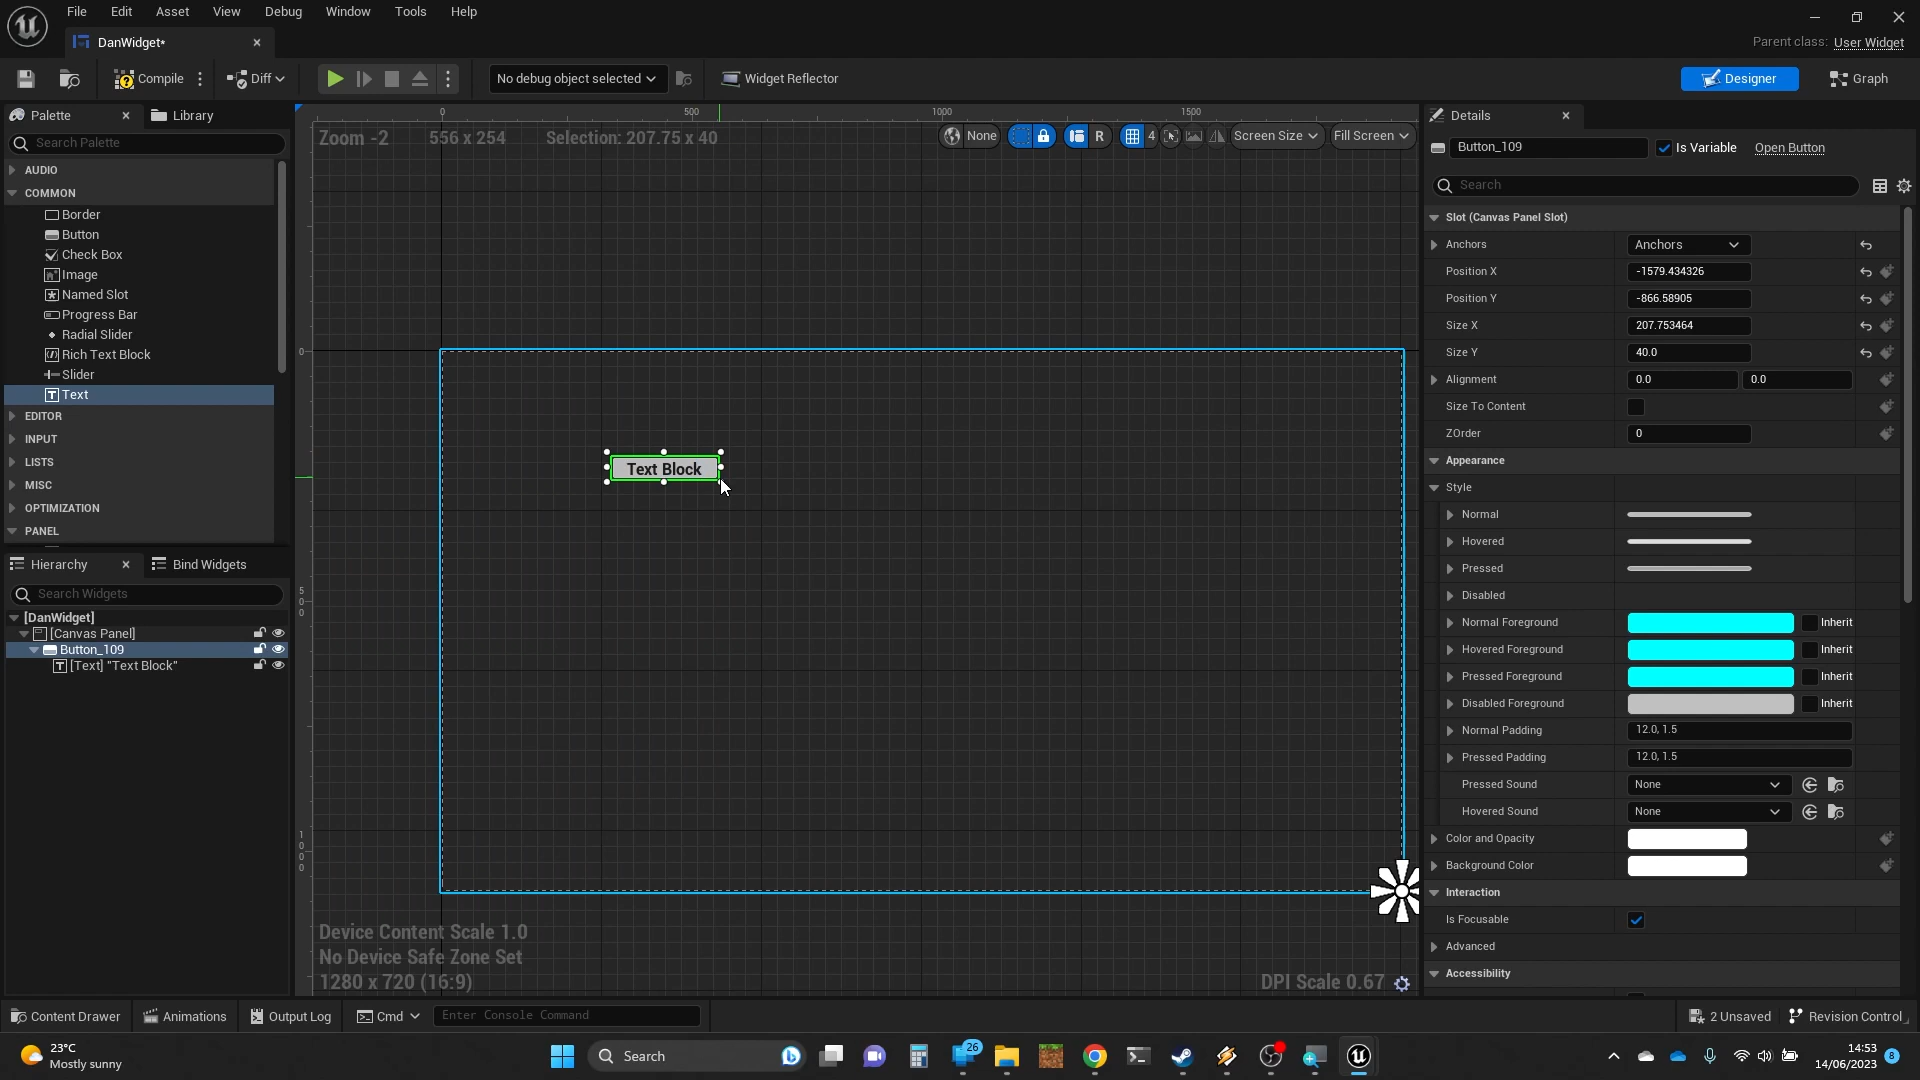 File Edit Asset View Debug Window Tools Help
DanWidget*
Parent class: User Widget
Compile Diff No debug object selected Widget Reflector Designer Graph
Palette Library
Search Palette
AUDIO
COMMON
Border
Button
Check Box
Image
Named Slot
Progress Bar
Radial Slider
Rich Text Block
Slider
Text
EDITOR
INPUT
LISTS
MISC
OPTIMIZATION
PANEL
Hierarchy Bind Widgets
Search Widgets
[DanWidget]
[Canvas Panel]
Button_109
[Text] "Text Block"
0 500 1000 1500
Zoom -2 556 x 254 Selection: 207.75 x 40
None R 4 Screen Size Fill Screen
0
500
1000
Text Block
Device Content Scale 1.0
No Device Safe Zone Set
1280 x 720 (16:9)
DPI Scale 0.67
Details
Button_109 Is Variable Open Button
Search
Slot (Canvas Panel Slot)
Anchors Anchors
Position X -1579.434326
Position Y -866.58905
Size X 207.753464
Size Y 40.0
Alignment 0.0 0.0
Size To Content
ZOrder 0
Appearance
Style
Normal
Hovered
Pressed
Disabled
Normal Foreground Inherit
Hovered Foreground Inherit
Pressed Foreground Inherit
Disabled Foreground Inherit
Normal Padding 12.0, 1.5
Pressed Padding 12.0, 1.5
Pressed Sound None
Hovered Sound None
Color and Opacity
Background Color
Interaction
Is Focusable
Advanced
Accessibility
Content Drawer Animations Output Log Cmd Enter Console Command 2 Unsaved Revision Control
23°C
Mostly sunny
Search
26
14:53
14/06/2023
8